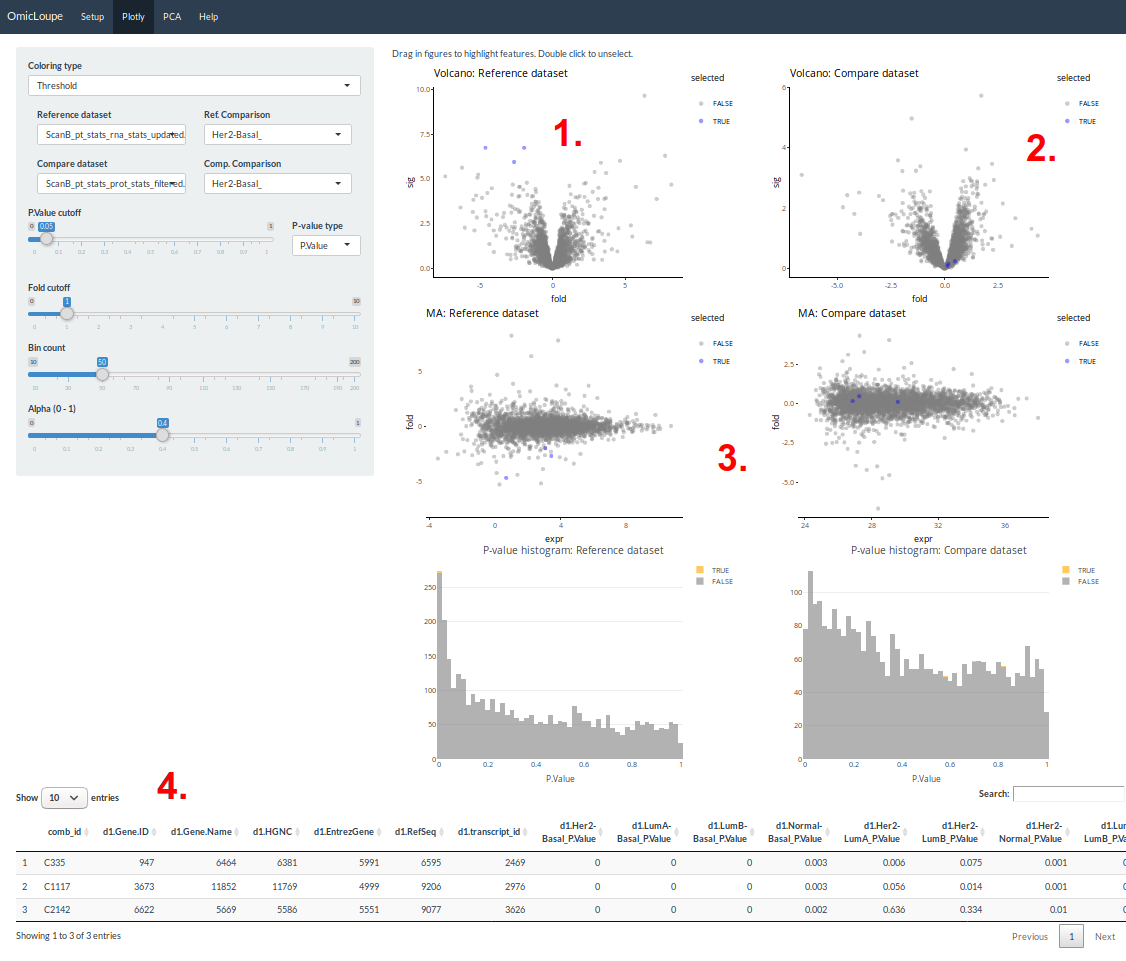 OmicLoupe Setup Plotly PCA Help
Coloring type
Threshold
Reference dataset Ref. Comparison
ScanB_pt_stats_rna_stats_updated. Her2-Basal_
Compare dataset Comp. Comparison
ScanB_pt_stats_prot_stats_filtered. Her2-Basal_
P.Value cutoff
0 0.05 1
0 0.1 0.2 0.3 0.4 0.5 0.6 0.7 0.8 0.9 1
P-value type
P.Value
Fold cutoff
0 1 10
0 1 2 3 4 5 6 7 8 9 10
Bin count
10 50 200
10 30 50 70 90 110 130 150 170 190 200
Alpha (0 - 1)
0 0.4 1
0 0.1 0.2 0.3 0.4 0.5 0.6 0.7 0.8 0.9 1
Drag in figures to highlight features. Double click to unselect.
Volcano: Reference dataset
selected
FALSE
TRUE
1.
10.0
7.5
5.0
2.5
0.0
sig
-5 0 5
fold
Volcano: Compare dataset
selected
FALSE
TRUE
2.
6
4
2
0
sig
-5.0 -2.5 0.0 2.5
fold
MA: Reference dataset
selected
FALSE
TRUE
5
0
-5
fold
-4 0 4 8
expr
3.
MA: Compare dataset
selected
FALSE
TRUE
2.5
0.0
-2.5
-5.0
fold
24 28 32 36
expr
P-value histogram: Reference dataset
TRUE
FALSE
250
200
150
100
50
0
0 0.2 0.4 0.6 0.8 1
P.Value
P-value histogram: Compare dataset
TRUE
FALSE
100
80
60
40
20
0
0 0.2 0.4 0.6 0.8 1
P.Value
4.
Show 10 entries
Search:
comb_id d1.Gene.ID d1.Gene.Name d1.HGNC d1.EntrezGene d1.RefSeq d1.transcript_id d1.Her2-Basal_P.Value d1.LumA-Basal_P.Value d1.LumB-Basal_P.Value d1.Normal-Basal_P.Value d1.Her2-LumA_P.Value d1.Her2-LumB_P.Value d1.Her2-Normal_P.Value
1 C335 947 6464 6381 5991 6595 2469 0 0 0 0.003 0.006 0.075 0.001
2 C1117 3673 11852 11769 4999 9206 2976 0 0 0 0.003 0.056 0.014 0.001
3 C2142 6622 5669 5586 5551 9077 3626 0 0 0 0.002 0.636 0.334 0.01
Showing 1 to 3 of 3 entries
Previous 1 Next